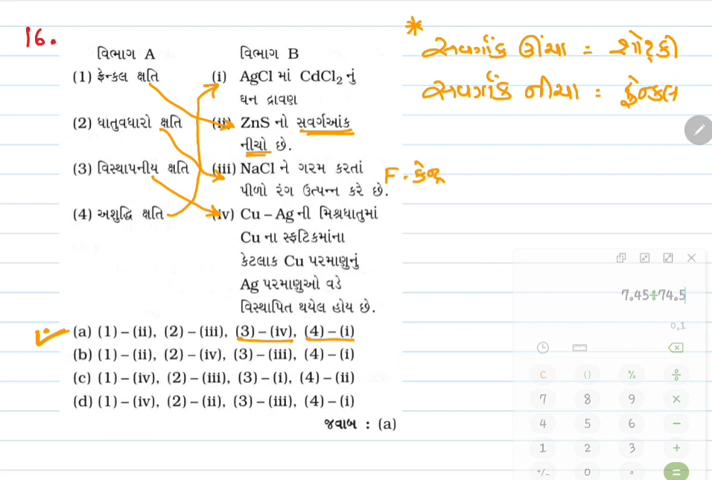 16.
વિભાગ A
વિભાગ B
(1) ફ્રેન્કલ ક્ષતિ
(i) AgCl માં CdCl₂ નું
ઘન દ્રાવણ
(2) ધાતુવધારો ક્ષતિ
(ii) ZnS નો સવર્ગઆંક
નીચો છે.
(3) વિસ્થાપનીય ક્ષતિ
(iii) NaCl ને ગરમ કરતાં
પીળો રંગ ઉત્પન્ન કરે છે.
(4) અશુદ્ધિ ક્ષતિ
(iv) Cu – Ag ની મિશ્રધાતુમાં
Cu ના સ્ફટિકમાંના
કેટલાક Cu પરમાણુનું
Ag પરમાણુઓ વડે
વિસ્થાપિત થયેલ હોય છે.
(a) (1) – (ii), (2) – (iii), (3) – (iv), (4) – (i)
(b) (1) – (ii), (2) – (iv), (3) – (iii), (4) – (i)
(c) (1) – (iv), (2) – (iii), (3) – (i), (4) – (ii)
(d) (1) – (iv), (2) – (ii), (3) – (iii), (4) – (i)
જવાબ : (a)
* સવર્ગાંક ઊંચા = શોટ્કી
સવર્ગાંક નીચા : ફ્રેન્કલ
F - કેન્દ્ર
7.45+74.5
0,1
C () % ÷
7 8 9 ×
4 5 6 −
1 2 3 +
+/− 0 . =